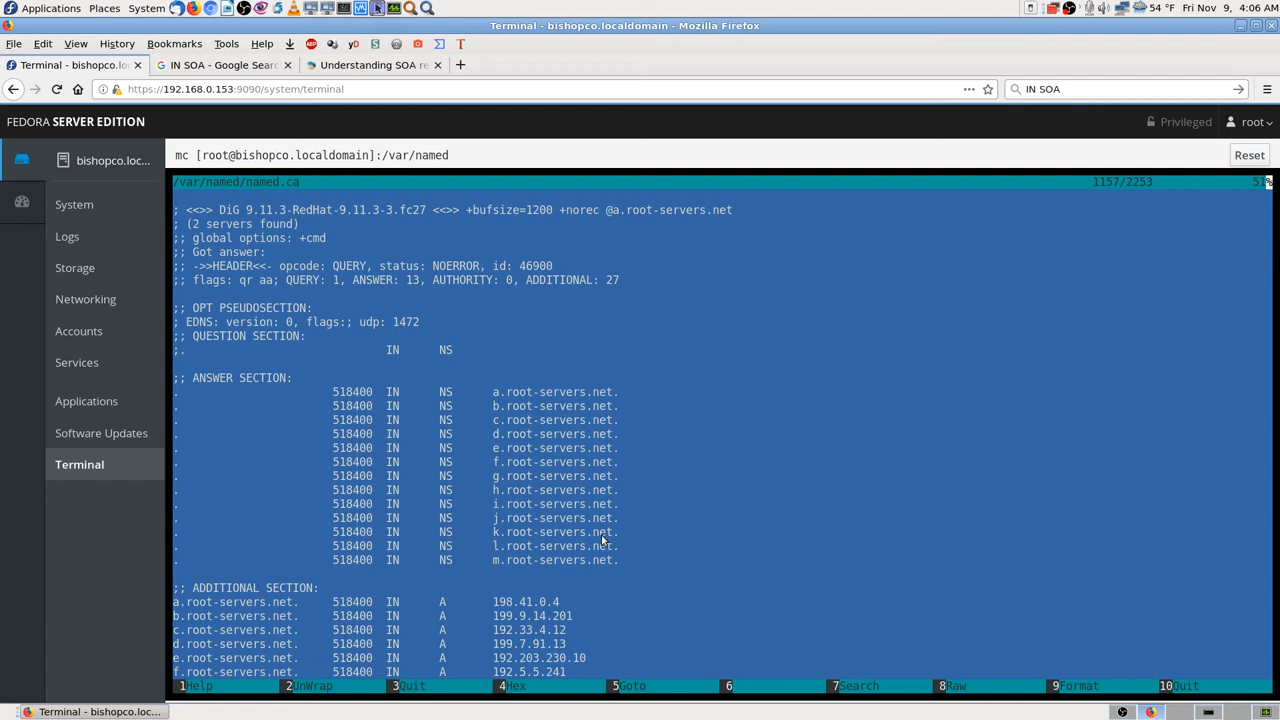 Applications Places System 54 °F Fri Nov 9, 4:06 AM
Terminal - bishopco.localdomain - Mozilla Firefox
File Edit View History Bookmarks Tools Help
Terminal - bishopco.lo IN SOA - Google Searc Understanding SOA re
https://192.168.0.153:9090/system/terminal IN SOA
FEDORA SERVER EDITION Privileged root
bishopco.loc... mc [root@bishopco.localdomain]:/var/named Reset
System
Logs
Storage
Networking
Accounts
Services
Applications
Software Updates
Terminal
/var/named/named.ca 1157/2253 51%
; <<>> DiG 9.11.3-RedHat-9.11.3-3.fc27 <<>> +bufsize=1200 +norec @a.root-servers.net
; (2 servers found)
;; global options: +cmd
;; Got answer:
;; ->>HEADER<<- opcode: QUERY, status: NOERROR, id: 46900
;; flags: qr aa; QUERY: 1, ANSWER: 13, AUTHORITY: 0, ADDITIONAL: 27
;; OPT PSEUDOSECTION:
; EDNS: version: 0, flags:; udp: 1472
;; QUESTION SECTION:
;. IN NS
;; ANSWER SECTION:
. 518400 IN NS a.root-servers.net.
. 518400 IN NS b.root-servers.net.
. 518400 IN NS c.root-servers.net.
. 518400 IN NS d.root-servers.net.
. 518400 IN NS e.root-servers.net.
. 518400 IN NS f.root-servers.net.
. 518400 IN NS g.root-servers.net.
. 518400 IN NS h.root-servers.net.
. 518400 IN NS i.root-servers.net.
. 518400 IN NS j.root-servers.net.
. 518400 IN NS k.root-servers.net.
. 518400 IN NS l.root-servers.net.
. 518400 IN NS m.root-servers.net.
;; ADDITIONAL SECTION:
a.root-servers.net. 518400 IN A 198.41.0.4
b.root-servers.net. 518400 IN A 199.9.14.201
c.root-servers.net. 518400 IN A 192.33.4.12
d.root-servers.net. 518400 IN A 199.7.91.13
e.root-servers.net. 518400 IN A 192.203.230.10
f.root-servers.net. 518400 IN A 192.5.5.241
1Help 2UnWrap 3Quit 4Hex 5Goto 6 7Search 8Raw 9Format 10Quit
Terminal - bishopco.loc...